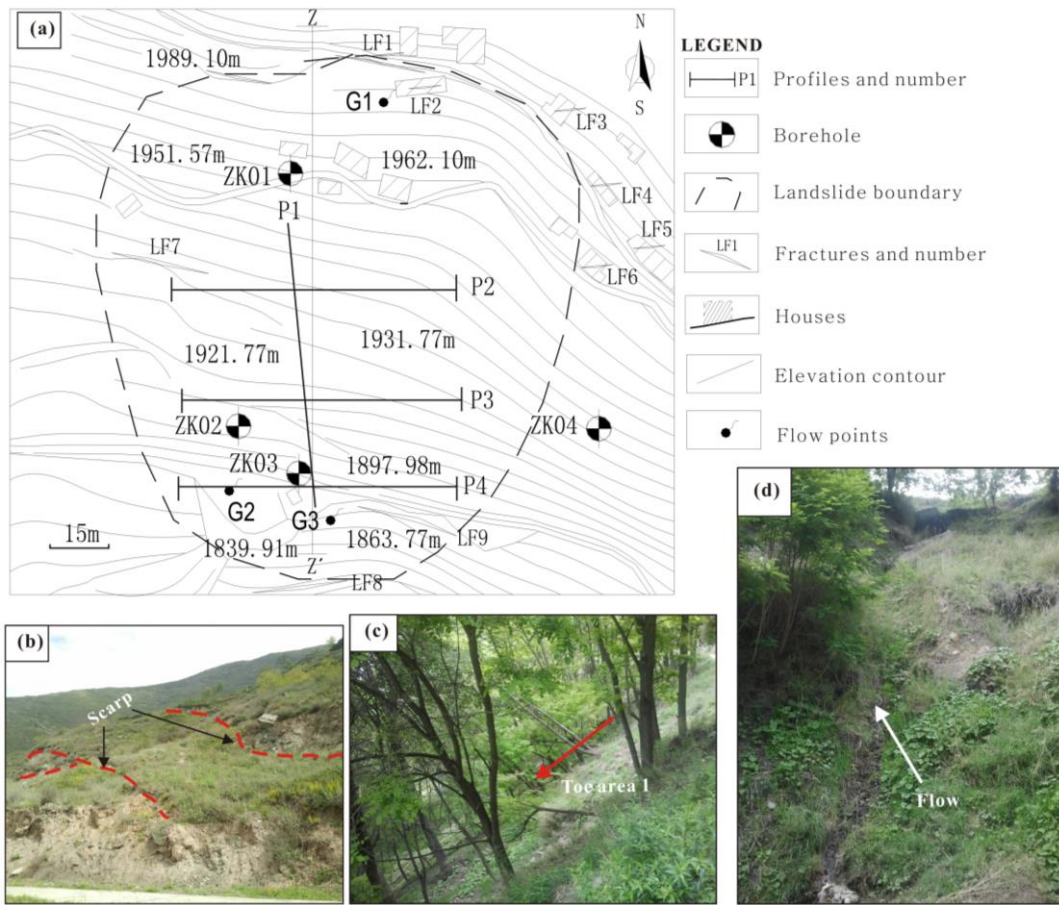 (a)
Z
N
S
LF1
1989.10m
G1
LF2
LF3
1951.57m
1962.10m
ZK01
LF4
P1
LF5
LF7
LF6
P2
1931.77m
1921.77m
P3
ZK02
ZK04
ZK03
1897.98m
P4
G2
G3
LF9
15m
1839.91m
1863.77m
Z'
LF8
LEGEND
P1 Profiles and number
Borehole
Landslide boundary
LF1 Fractures and number
Houses
Elevation contour
Flow points
(b)
Scarp
(c)
Toe area 1
(d)
Flow